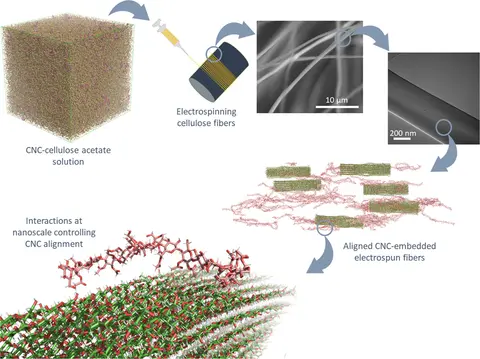 CNC-cellulose acetate
solution
Electrospinning
cellulose fibers
10 µm
200 nm
Aligned CNC-embedded
electrospun fibers
Interactions at
nanoscale controlling
CNC alignment